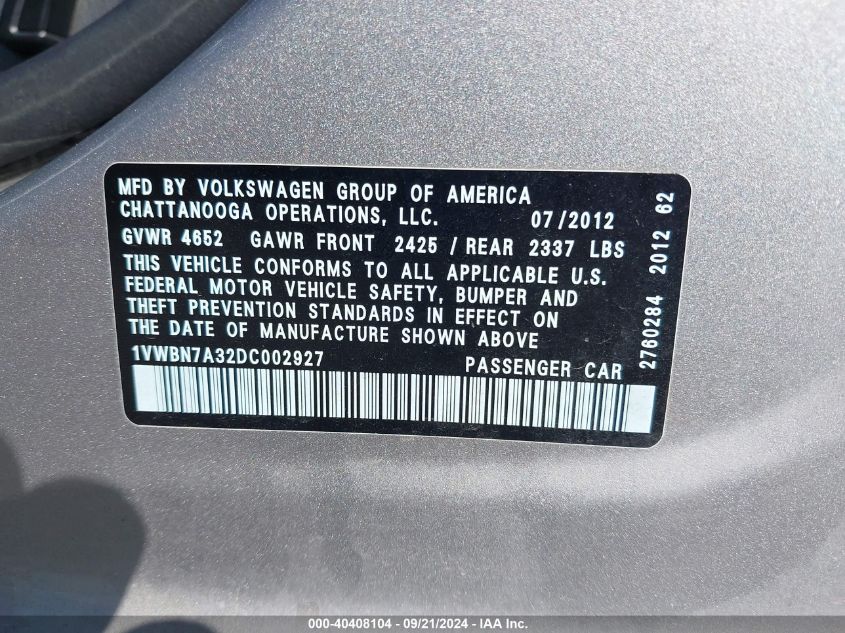 MFD BY VOLKSWAGEN GROUP OF AMERICA
CHATTANOOGA OPERATIONS, LLC. 07/2012
GVWR 4652 GAWR FRONT 2425 / REAR 2337 LBS
THIS VEHICLE CONFORMS TO ALL APPLICABLE U.S.
FEDERAL MOTOR VEHICLE SAFETY, BUMPER AND
THEFT PREVENTION STANDARDS IN EFFECT ON
THE DATE OF MANUFACTURE SHOWN ABOVE
1VWBN7A32DC002927 PASSENGER CAR
2760284 2012 62
000-40408104 - 09/21/2024 - IAA Inc.